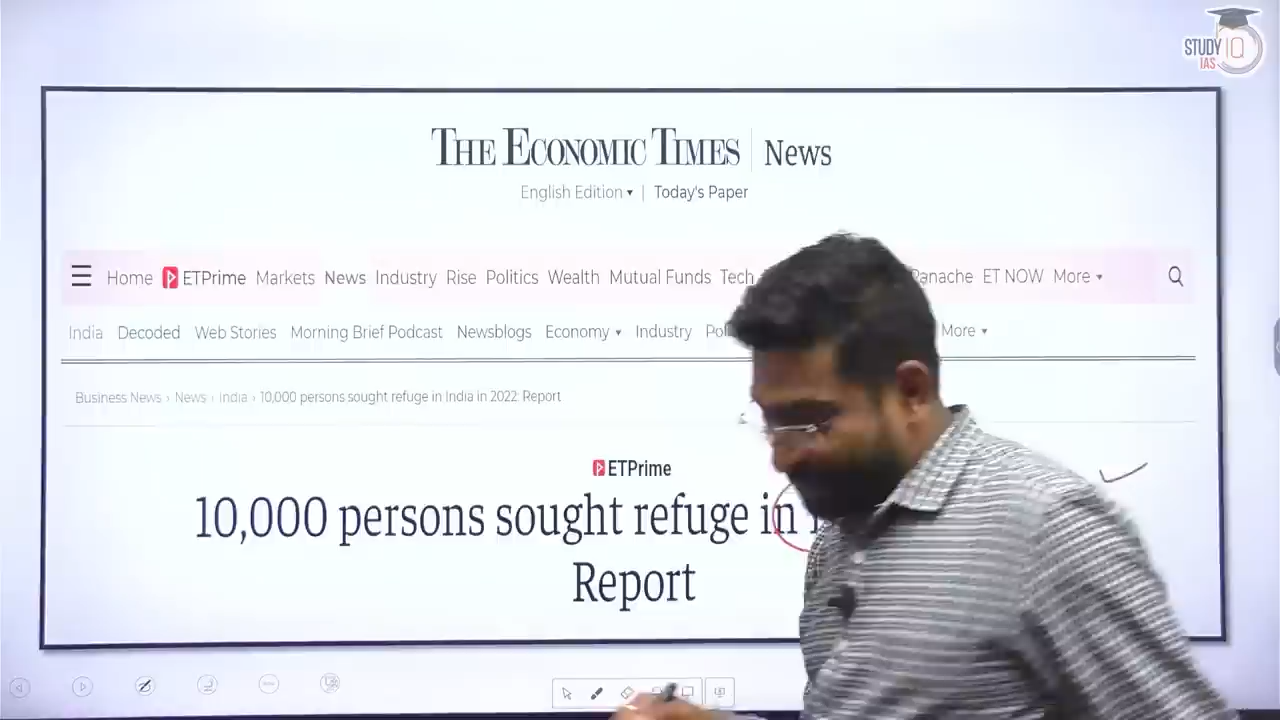 STUDY IQ
IAS
THE ECONOMIC TIMES | News
English Edition ▾ | Today's Paper
Home ETPrime Markets News Industry Rise Politics Wealth Mutual Funds Tech Panache ET NOW More ▾
India Decoded Web Stories Morning Brief Podcast Newsblogs Economy ▾ Industry More ▾
Business News › News › India › 10,000 persons sought refuge in India in 2022: Report
ETPrime
10,000 persons sought refuge in
Report